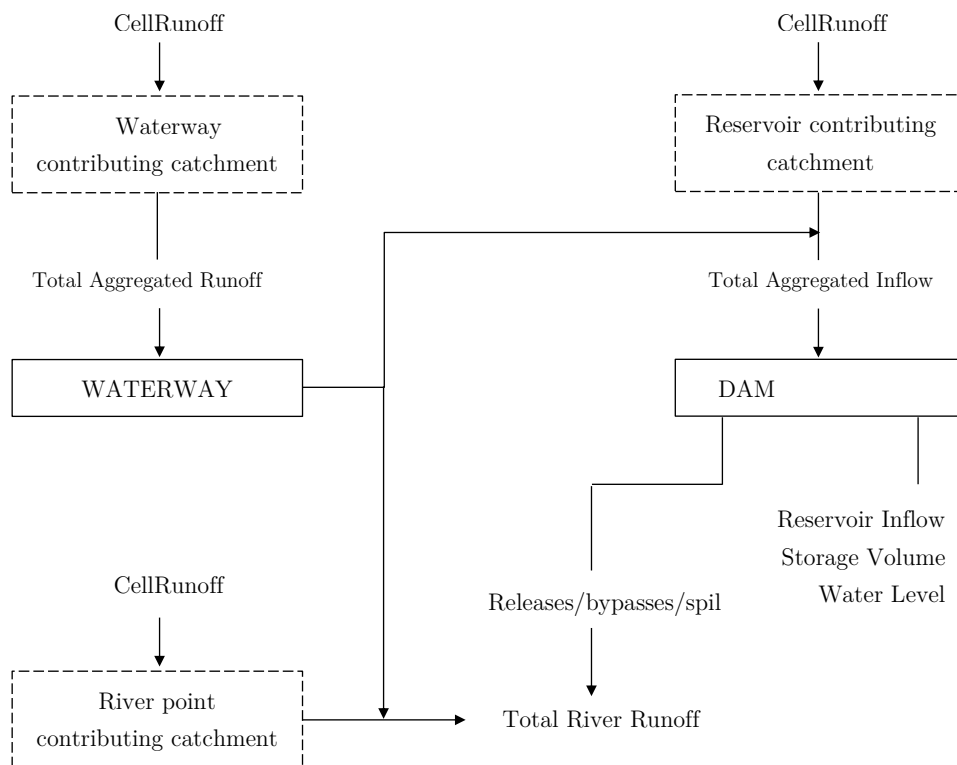 CellRunoff
CellRunoff
Waterway
contributing catchment
Reservoir contributing
catchment
Total Aggregated Runoff
Total Aggregated Inflow
WATERWAY
DAM
Reservoir Inflow
Storage Volume
Water Level
CellRunoff
Releases/bypasses/spil
River point
contributing catchment
Total River Runoff